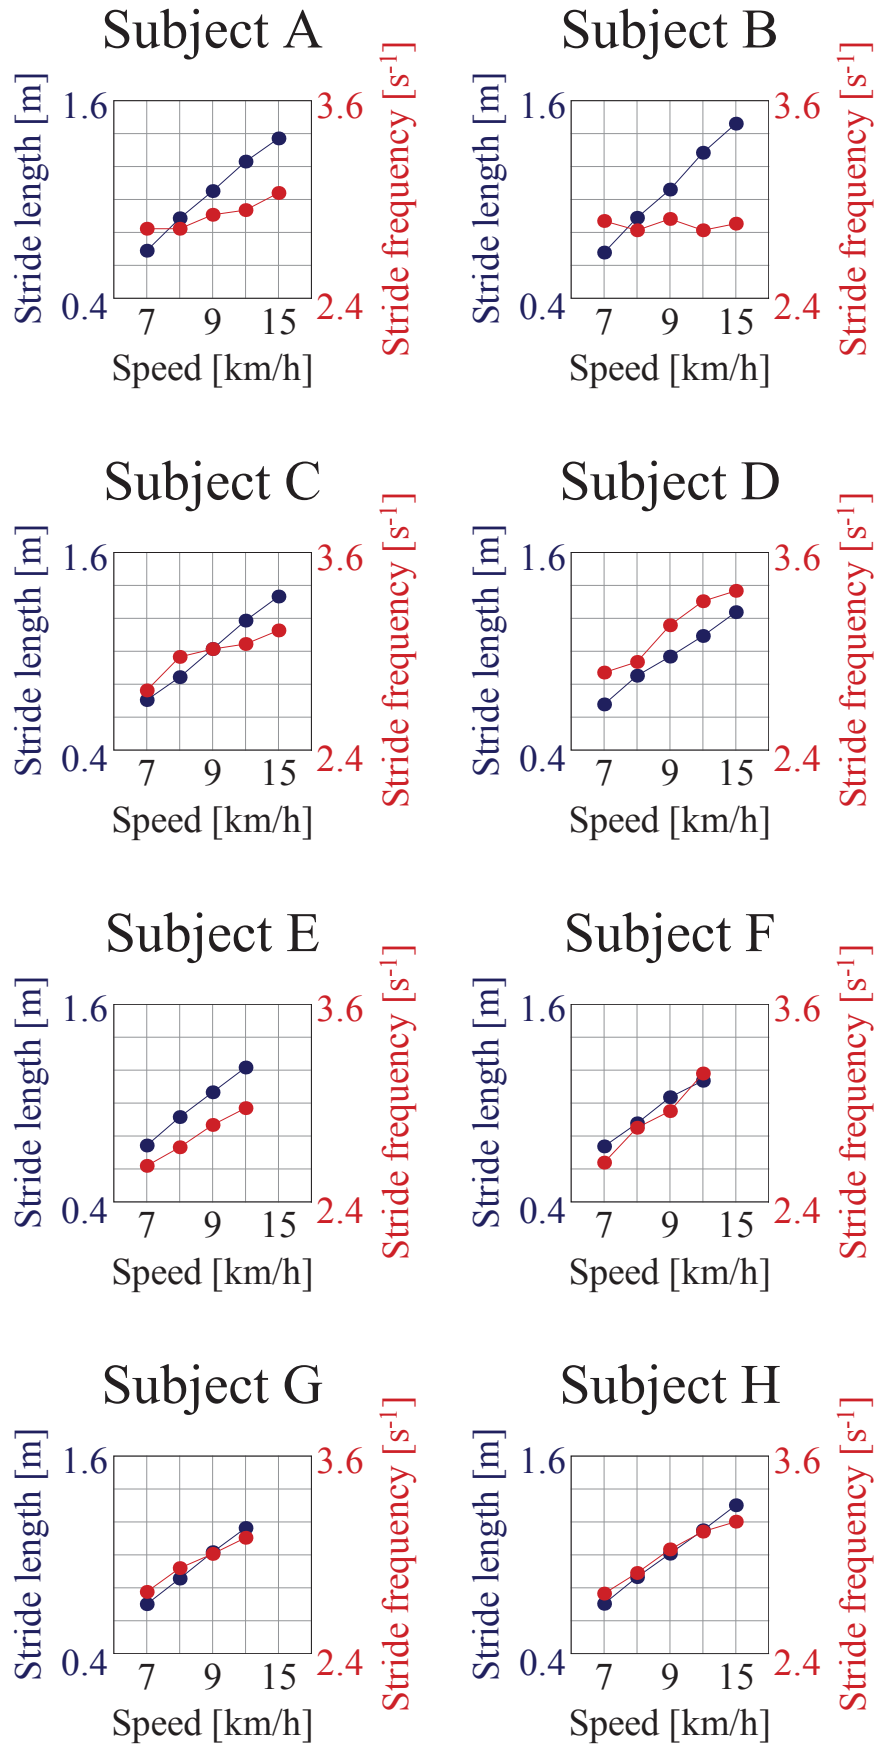 Subject A
Stride length [m]
1.6
0.4
3.6
2.4
Stride frequency [s-1]
7 9 15
Speed [km/h]
Subject B
Stride length [m]
1.6
0.4
3.6
2.4
Stride frequency [s-1]
7 9 15
Speed [km/h]
Subject C
Stride length [m]
1.6
0.4
3.6
2.4
Stride frequency [s-1]
7 9 15
Speed [km/h]
Subject D
Stride length [m]
1.6
0.4
3.6
2.4
Stride frequency [s-1]
7 9 15
Speed [km/h]
Subject E
Stride length [m]
1.6
0.4
3.6
2.4
Stride frequency [s-1]
7 9 15
Speed [km/h]
Subject F
Stride length [m]
1.6
0.4
3.6
2.4
Stride frequency [s-1]
7 9 15
Speed [km/h]
Subject G
Stride length [m]
1.6
0.4
3.6
2.4
Stride frequency [s-1]
7 9 15
Speed [km/h]
Subject H
Stride length [m]
1.6
0.4
3.6
2.4
Stride frequency [s-1]
7 9 15
Speed [km/h]